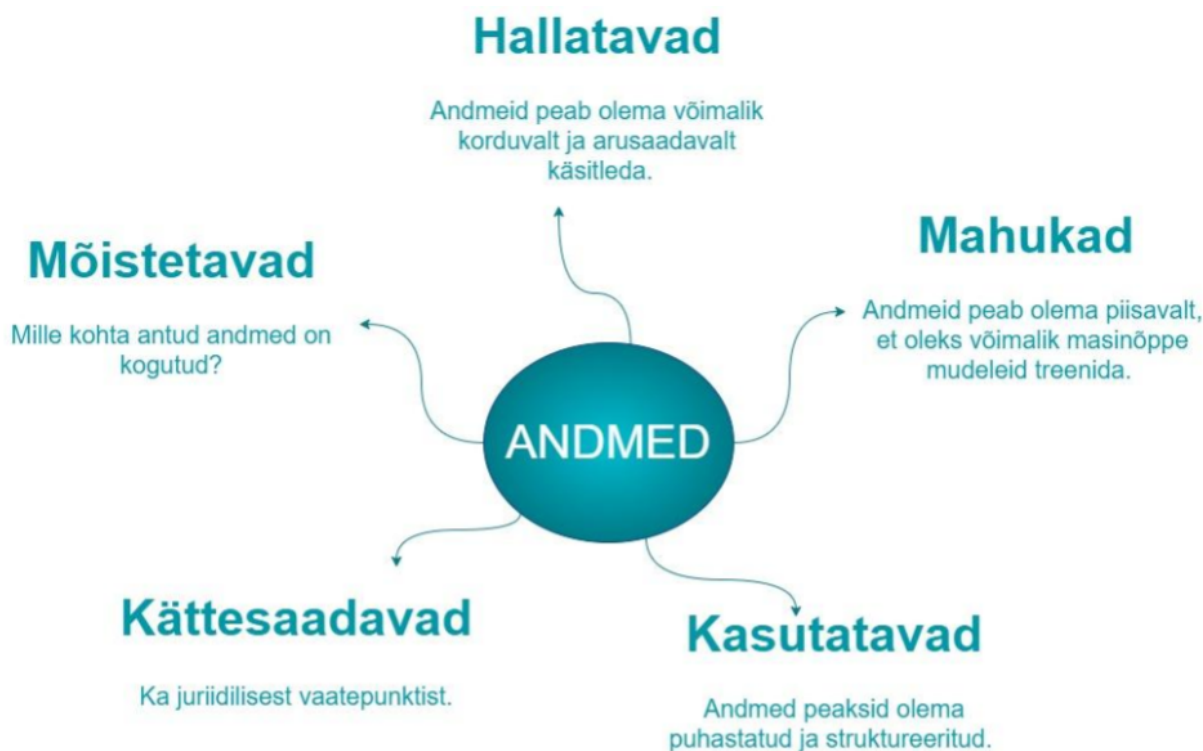 Hallatavad
Andmeid peab olema võimalik
korduvalt ja arusaadavalt
käsitleda.
Mõistetavad
Mille kohta antud andmed on
kogutud?
Mahukad
Andmeid peab olema piisavalt,
et oleks võimalik masinõppe
mudeleid treenida.
ANDMED
Kättesaadavad
Ka juriidilisest vaatepunktist.
Kasutatavad
Andmed peaksid olema
puhastatud ja struktureeritud.